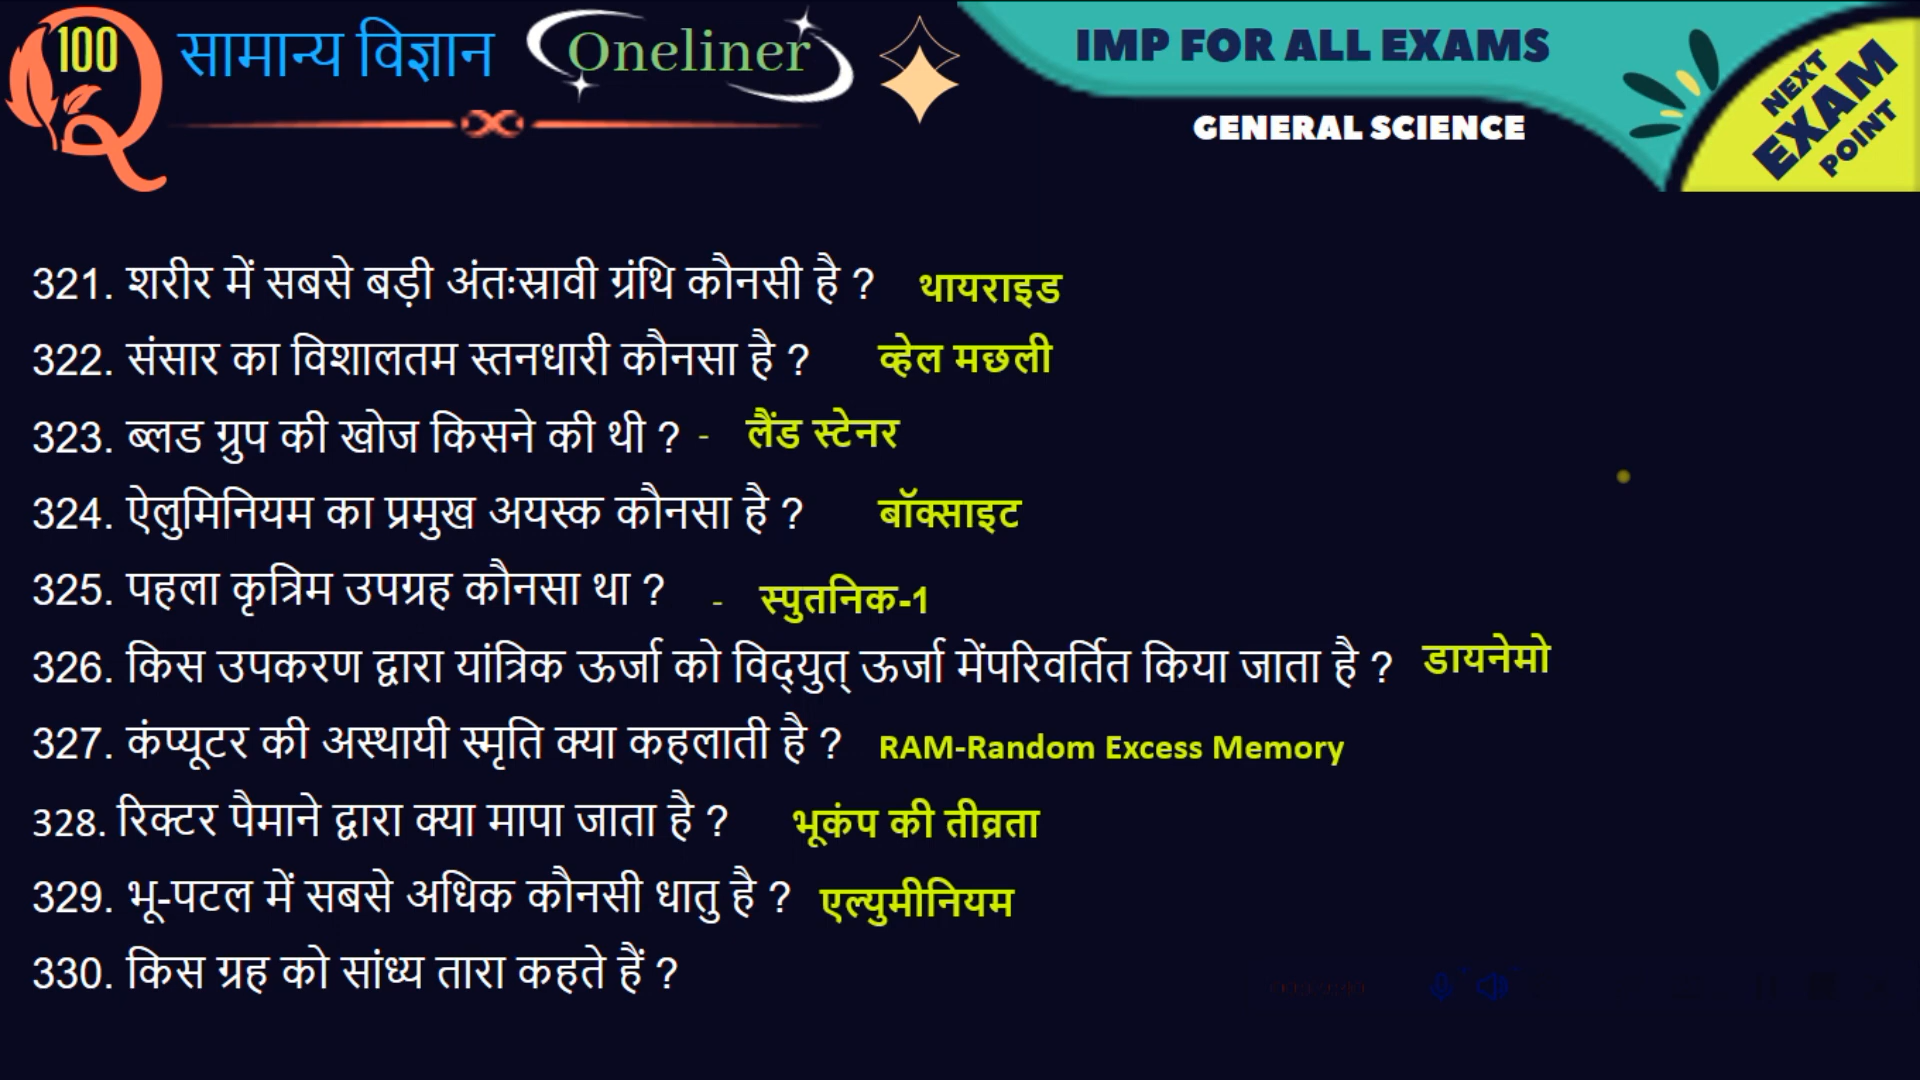 100
सामान्य विज्ञान
Oneliner
IMP FOR ALL EXAMS
GENERAL SCIENCE
NEXT
EXAM
POINT
321. शरीर में सबसे बड़ी अंतःस्रावी ग्रंथि कौनसी है ? थायराइड
322. संसार का विशालतम स्तनधारी कौनसा है ? व्हेल मछली
323. ब्लड ग्रुप की खोज किसने की थी ? - लैंड स्टेनर
324. ऐलुमिनियम का प्रमुख अयस्क कौनसा है ? बॉक्साइट
325. पहला कृत्रिम उपग्रह कौनसा था ? - स्पुतनिक-1
326. किस उपकरण द्वारा यांत्रिक ऊर्जा को विद्युत् ऊर्जा मेंपरिवर्तित किया जाता है ? डायनेमो
327. कंप्यूटर की अस्थायी स्मृति क्या कहलाती है ? RAM-Random Excess Memory
328. रिक्टर पैमाने द्वारा क्या मापा जाता है ? भूकंप की तीव्रता
329. भू-पटल में सबसे अधिक कौनसी धातु है ? एल्युमीनियम
330. किस ग्रह को सांध्य तारा कहते हैं ?